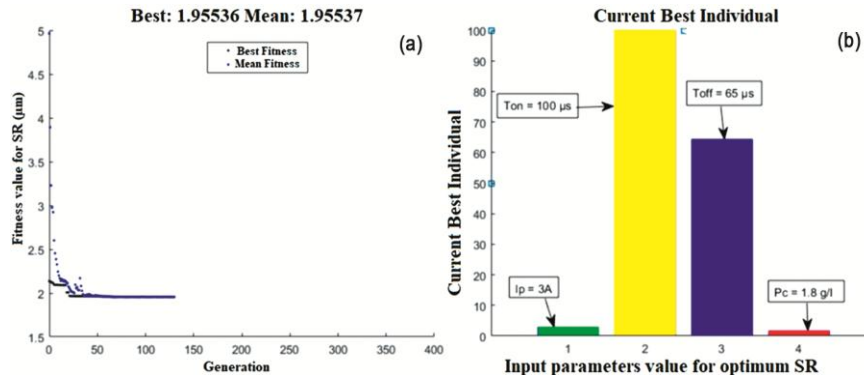 Best: 1.95536 Mean: 1.95537
(a)
Best Fitness
Mean Fitness
Fitness value for SR (μm)
5
4.5
4
3.5
3
2.5
2
1.5
0 50 100 150 200 250 300 350 400
Generation
Current Best Individual
(b)
Current Best Individual
100
90
80
70
60
50
40
30
20
10
0
Ton = 100 µs
Toff = 65 µs
Ip = 3A
Pc = 1.8 g/l
1 2 3 4
Input parameters value for optimum SR